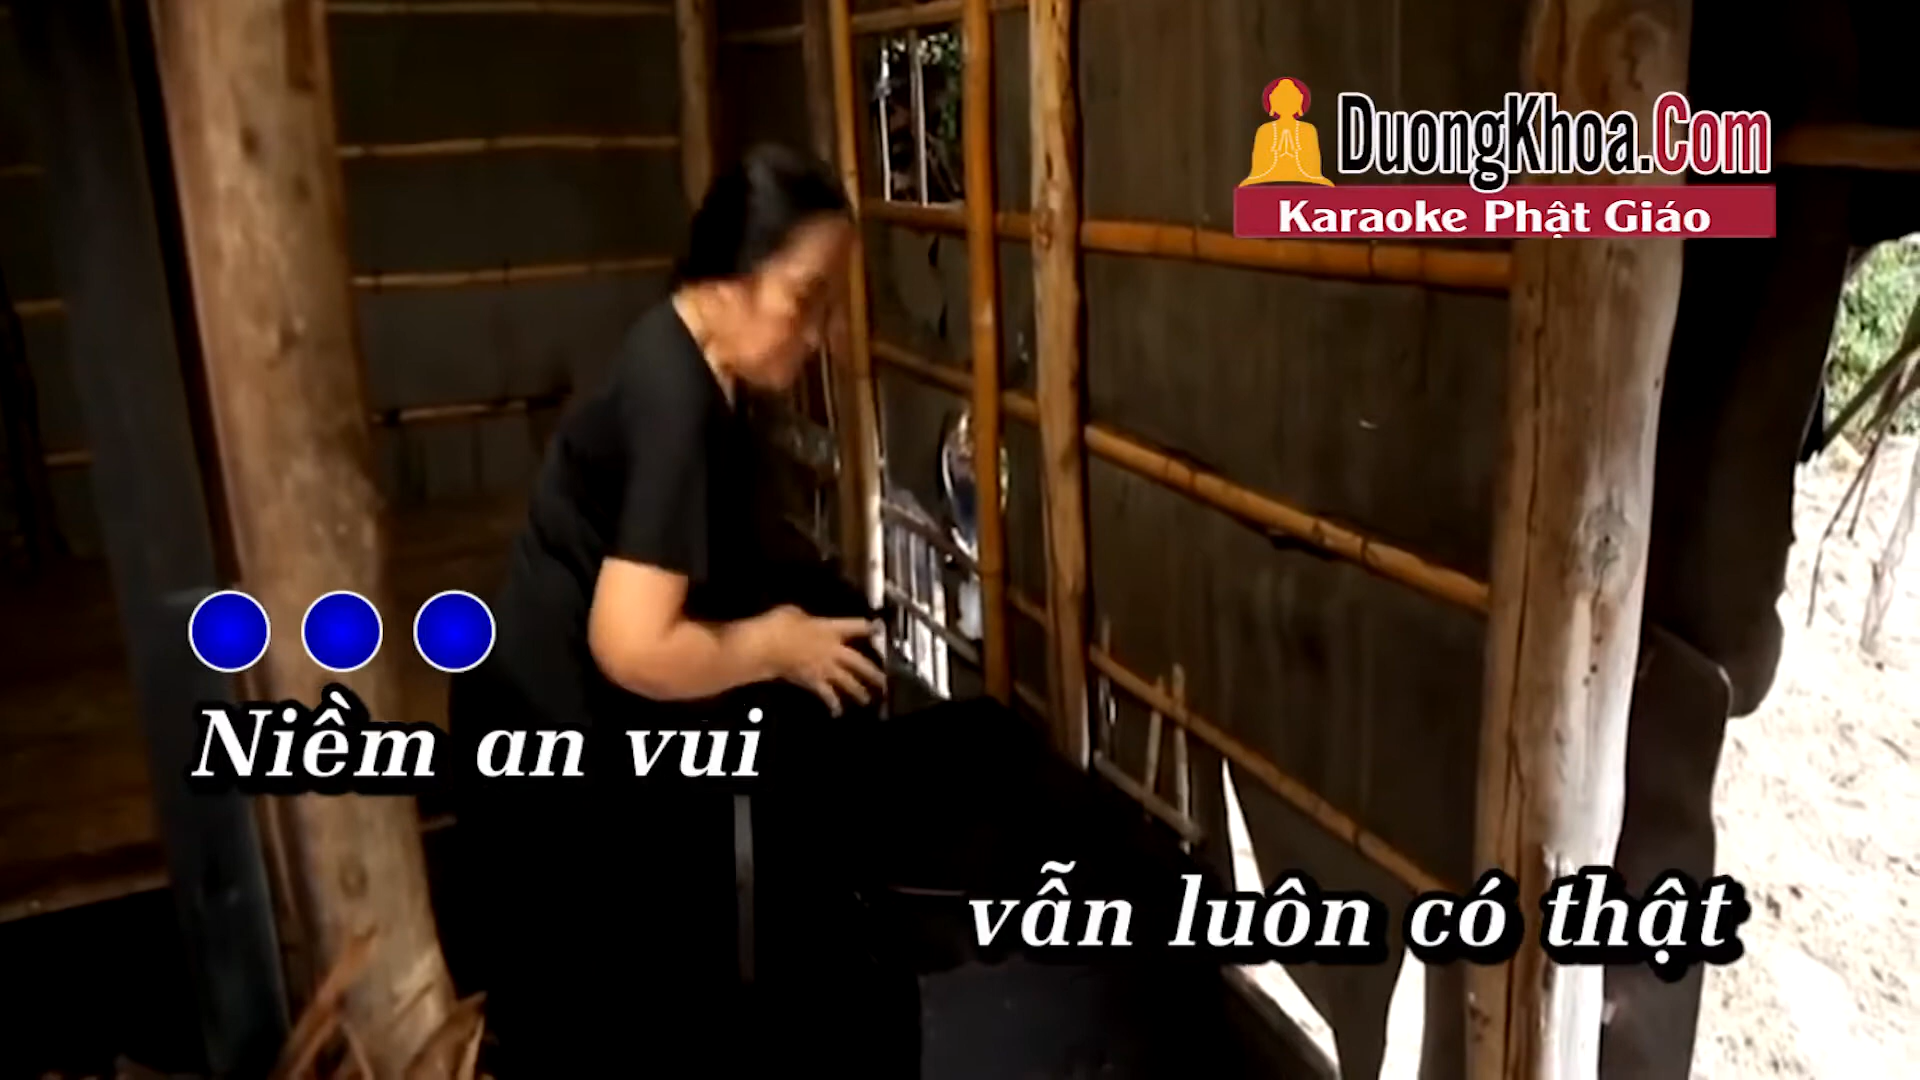 DuongKhoa.Com
Karaoke Phật Giáo
Niềm an vui
vẫn luôn có thật